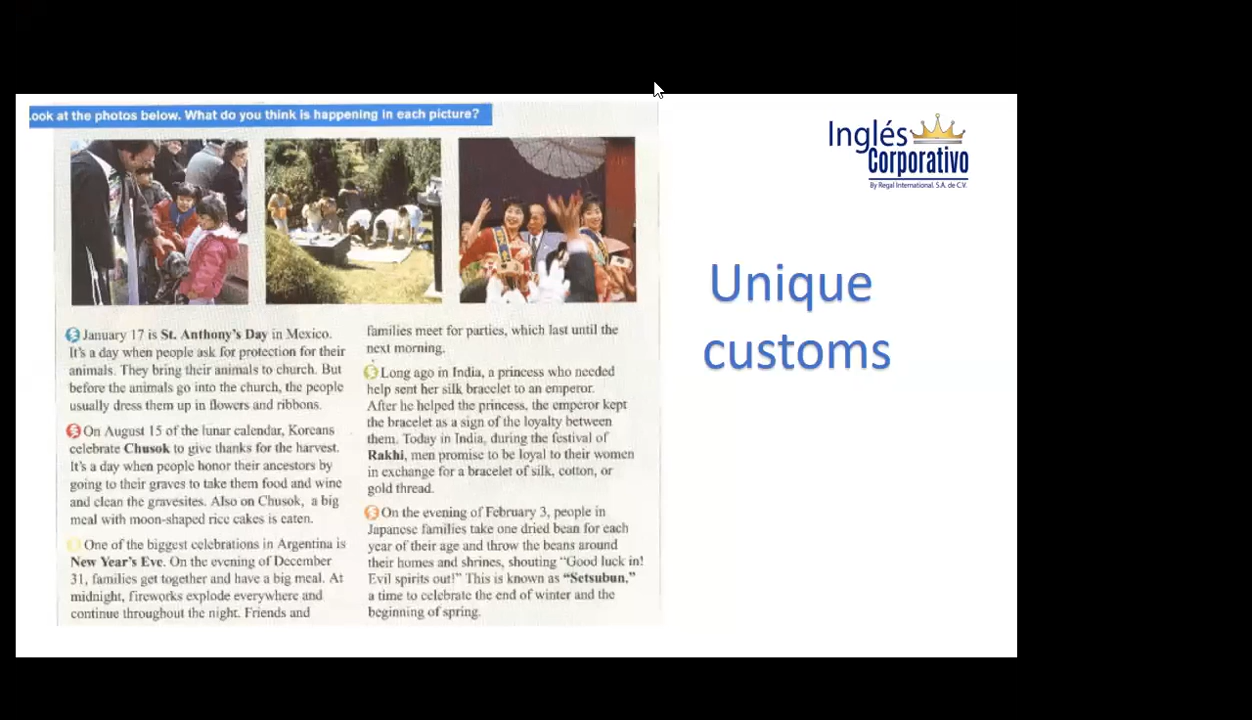 ook at the photos below. What do you think is happening in each picture?
January 17 is St. Anthony's Day in Mexico.
It's a day when people ask for protection for their
animals. They bring their animals to church. But
before the animals go into the church, the people
usually dress them up in flowers and ribbons.
On August 15 of the lunar calendar, Koreans
celebrate Chusok to give thanks for the harvest.
It's a day when people honor their ancestors by
going to their graves to take them food and wine
and clean the gravesites. Also on Chusok, a big
meal with moon-shaped rice cakes is eaten.
One of the biggest celebrations in Argentina is
New Year's Eve. On the evening of December
31, families get together and have a big meal. At
midnight, fireworks explode everywhere and
continue throughout the night. Friends and
families meet for parties, which last until the
next morning.
Long ago in India, a princess who needed
help sent her silk bracelet to an emperor.
After he helped the princess, the emperor kept
the bracelet as a sign of the loyalty between
them. Today in India, during the festival of
Rakhi, men promise to be loyal to their women
in exchange for a bracelet of silk, cotton, or
gold thread.
On the evening of February 3, people in
Japanese families take one dried bean for each
year of their age and throw the beans around
their homes and shrines, shouting "Good luck in!
Evil spirits out!" This is known as "Setsubun,"
a time to celebrate the end of winter and the
beginning of spring.
Inglés
Corporativo
By Regal International. S.A. de C.V.
Unique
customs